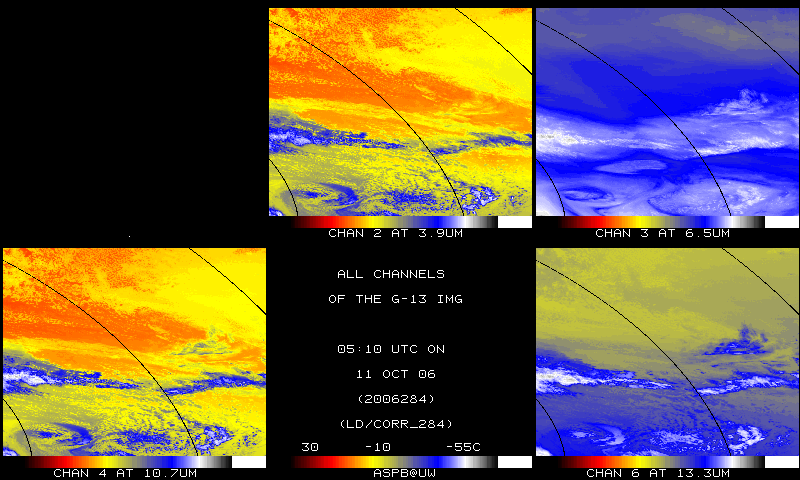 CHAN 2 AT 3.9UM
CHAN 3 AT 6.5UM
ALL CHANNELS
OF THE G-13 IMG
05:10 UTC ON
11 OCT 06
(2006284)
(LD/CORR_284)
30 -10 -55C
CHAN 4 AT 10.7UM
ASPB@UW
CHAN 6 AT 13.3UM